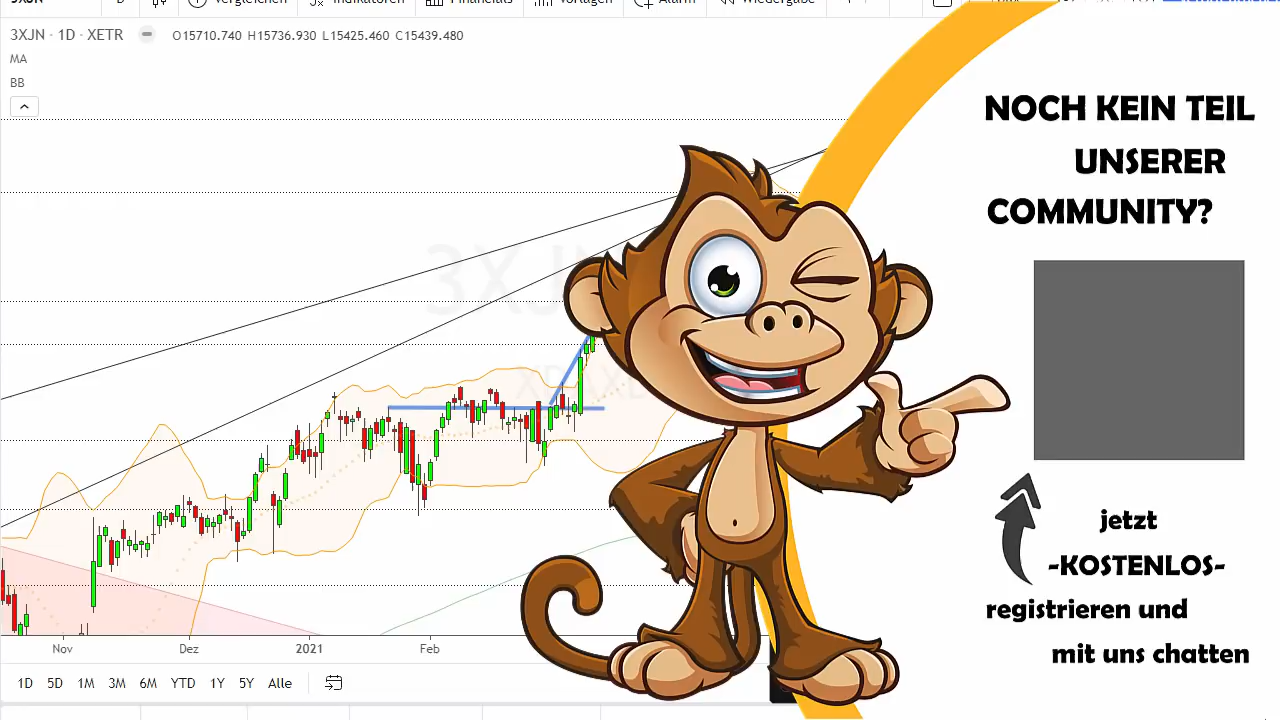 3XJN · 1D · XETR
O15710.740 H15736.930 L15425.460 C15439.480
MA
BB
NOCH KEIN TEIL
UNSERER
COMMUNITY?
jetzt
-KOSTENLOS-
registrieren und
mit uns chatten
Nov Dez 2021 Feb
1D 5D 1M 3M 6M YTD 1Y 5Y Alle